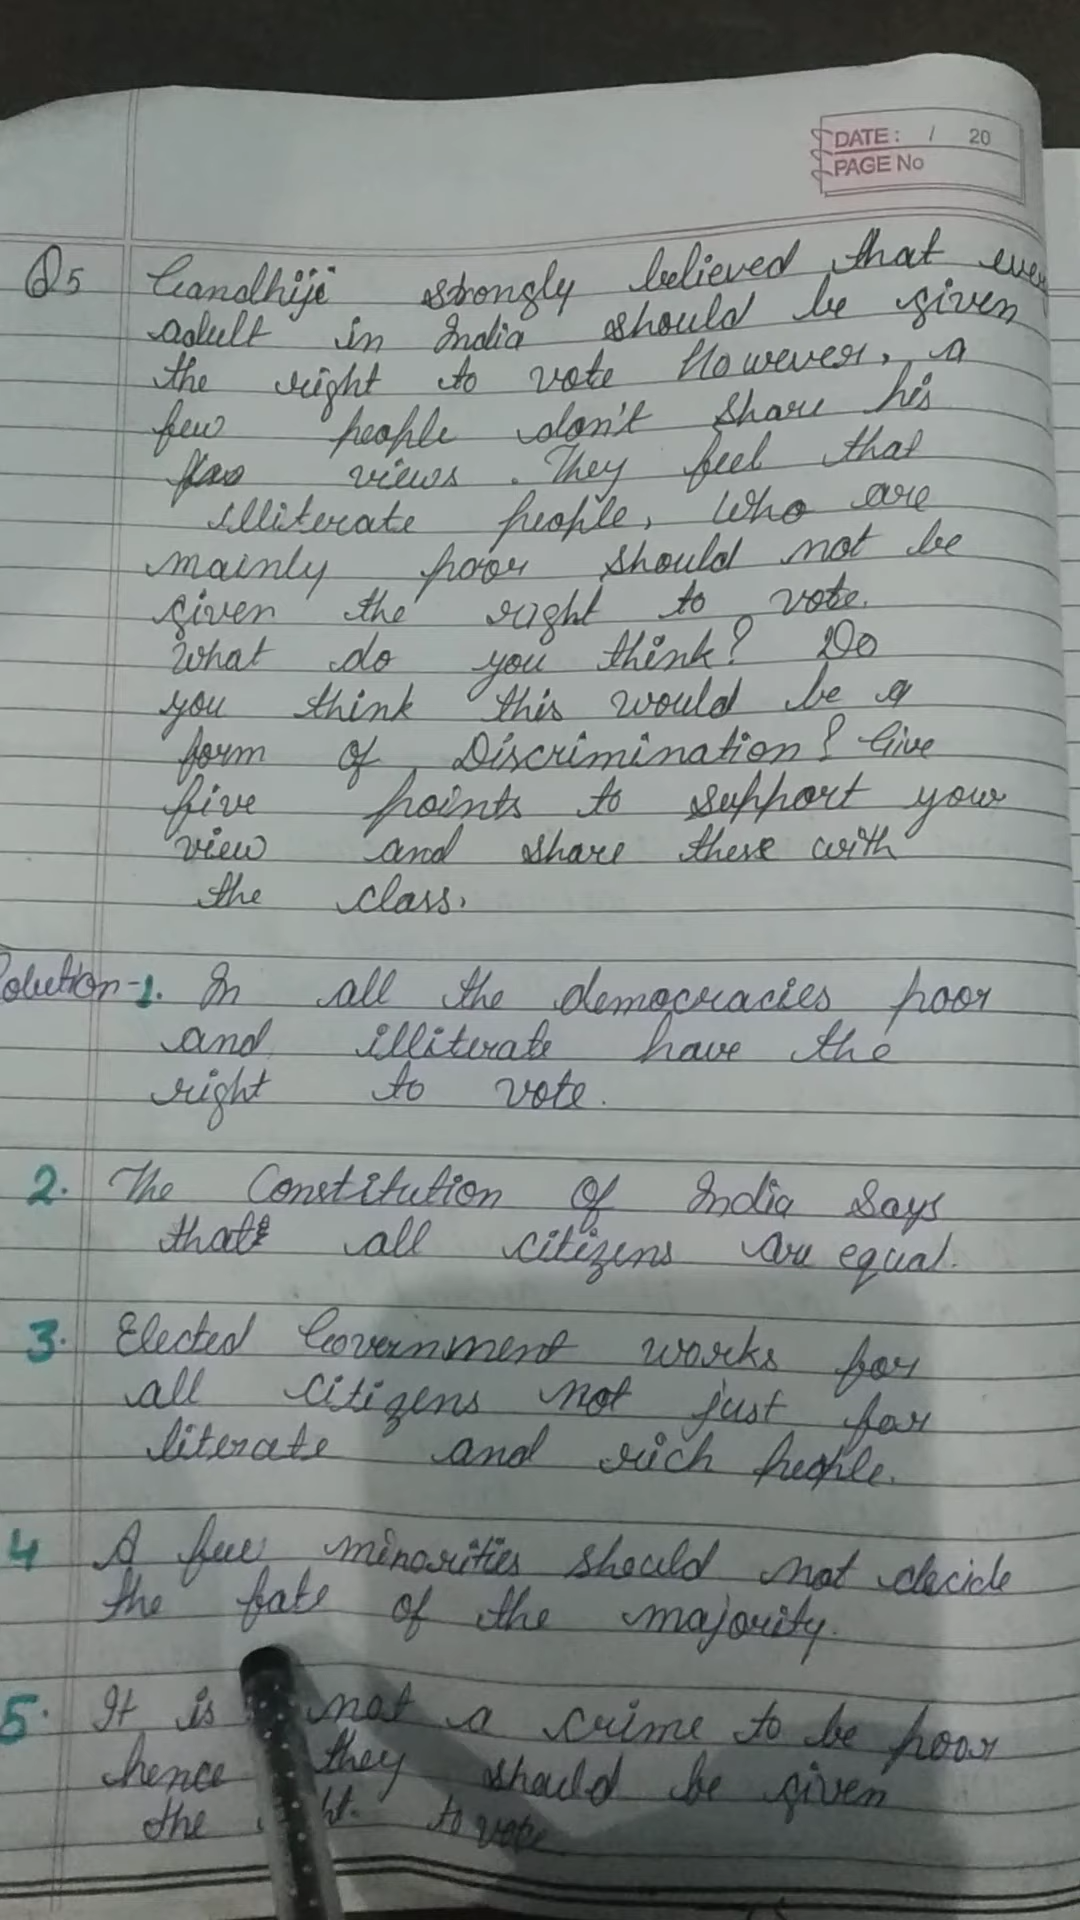 DATE: / 20
PAGE No
Q5 Gandhiji strongly believed that
adult in India should be given
the right to vote However, a
few people don't share his
views. They feel that
illiterate people, Who are
mainly poor should not be
given the right to vote.
What do you think? Do
you think this would be a
form of Discrimination? Give
five points to support your
view and share these with
the class.
Solution-1. In all the democracies poor
and illiterate have the
right to vote.
2. The Constitution Of India Says
that all citizens are equal.
3. Elected Government works for
all citizens not just for
literate and rich people.
4 A few minorities should not decide
the fate of the majority.
5. It is not a crime to be poor
hence they should be given
the to vote